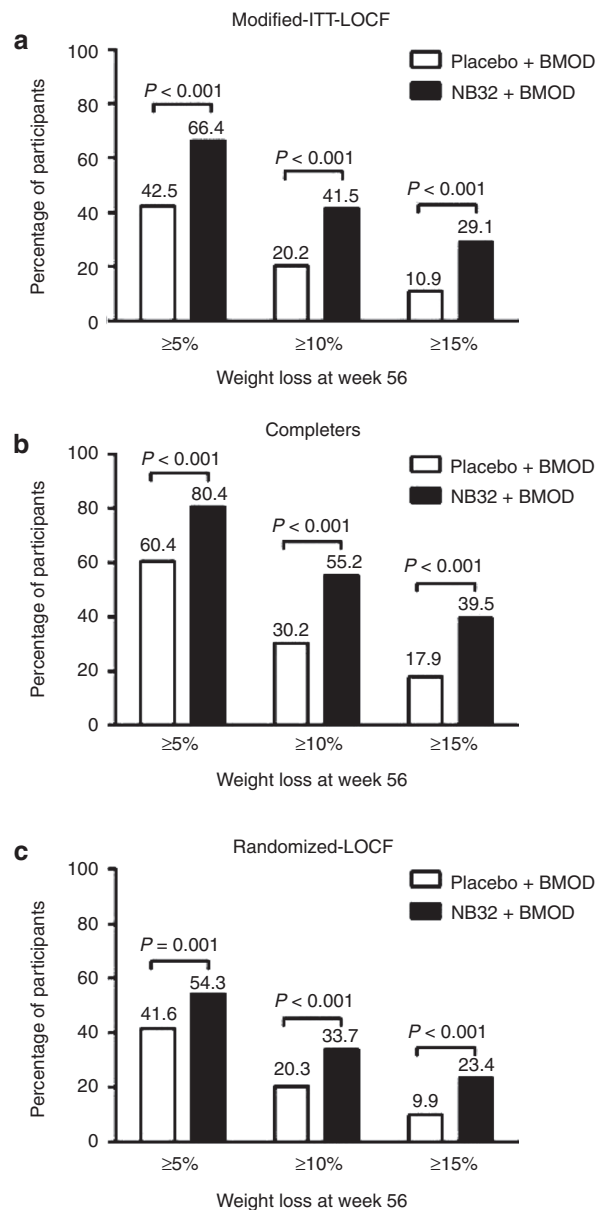 a
Modified-ITT-LOCF
Placebo + BMOD
NB32 + BMOD
Percentage of participants
100
80
60
40
20
0
P < 0.001
42.5
66.4
P < 0.001
20.2
41.5
P < 0.001
10.9
29.1
≥5%
≥10%
≥15%
Weight loss at week 56
b
Completers
Placebo + BMOD
NB32 + BMOD
Percentage of participants
100
80
60
40
20
0
P < 0.001
60.4
80.4
P < 0.001
30.2
55.2
P < 0.001
17.9
39.5
≥5%
≥10%
≥15%
Weight loss at week 56
c
Randomized-LOCF
Placebo + BMOD
NB32 + BMOD
Percentage of participants
100
80
60
40
20
0
P = 0.001
41.6
54.3
P < 0.001
20.3
33.7
P < 0.001
9.9
23.4
≥5%
≥10%
≥15%
Weight loss at week 56